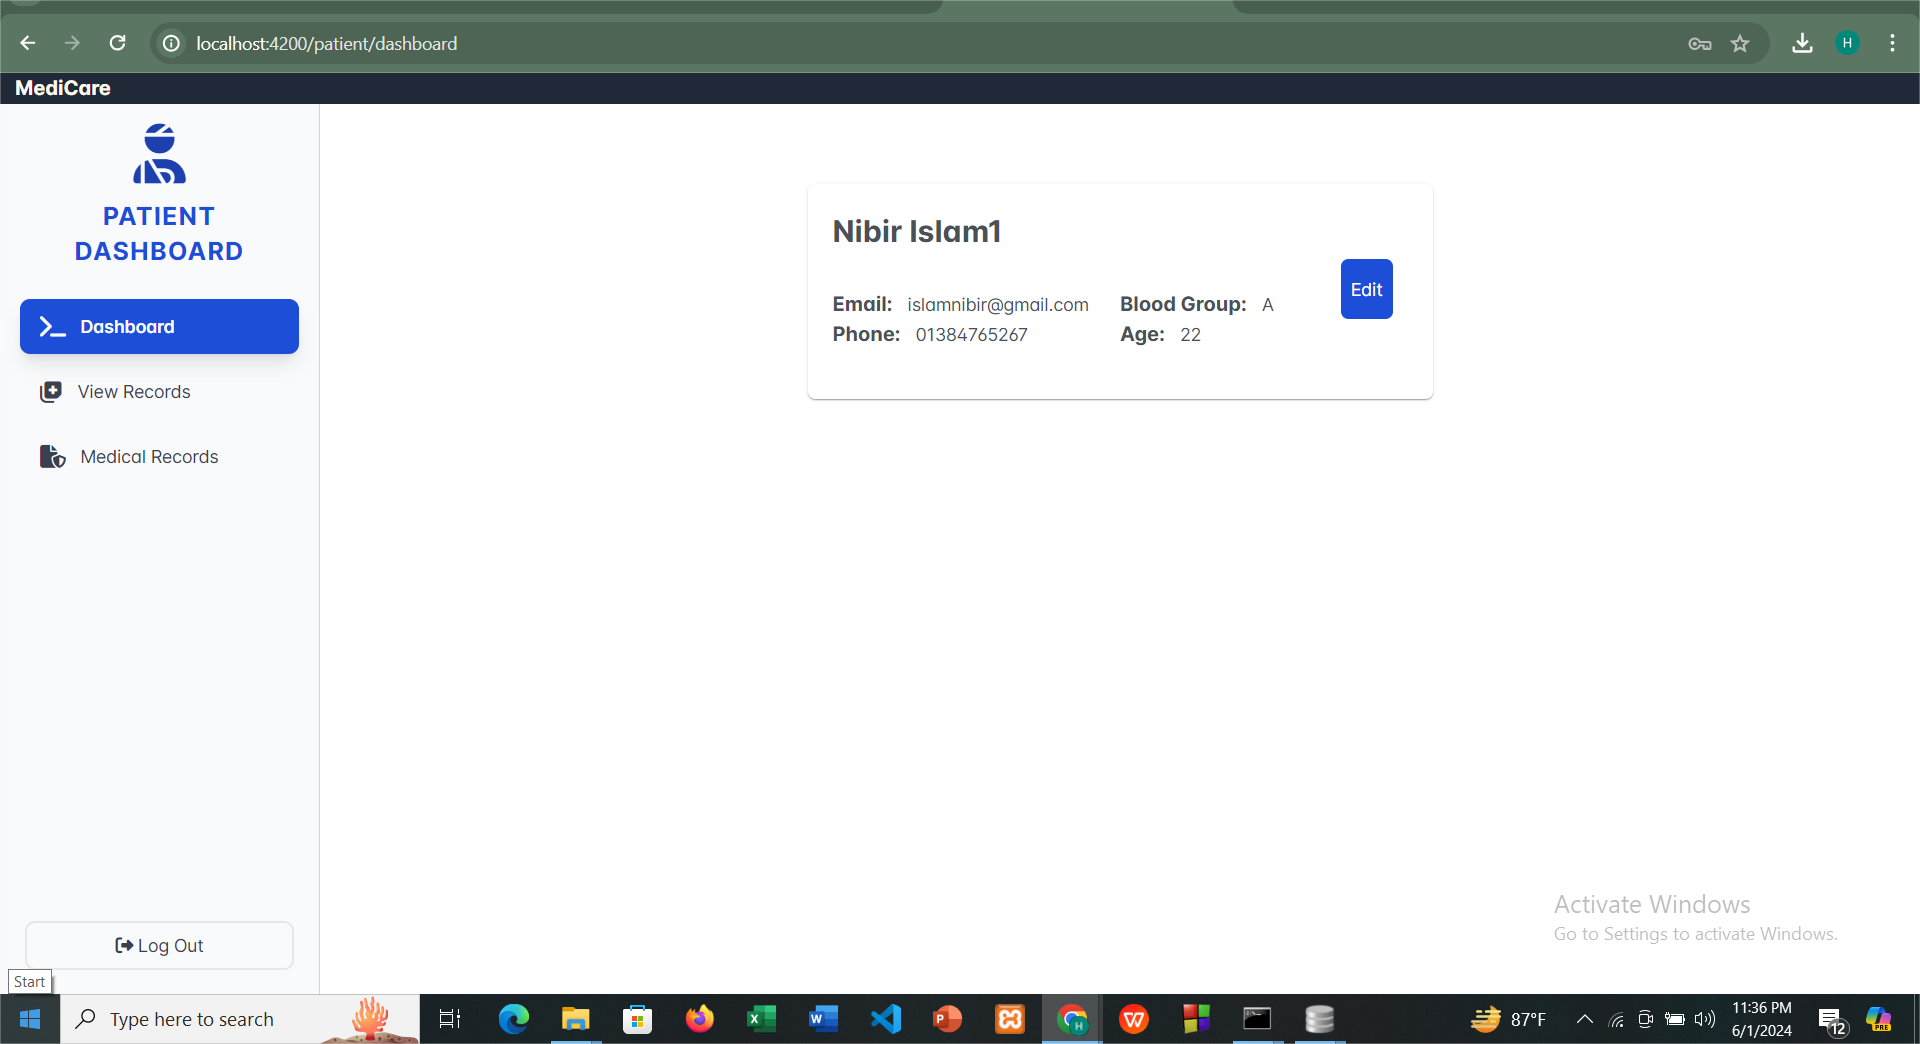 localhost:4200/patient/dashboard
H
MediCare
PATIENT
DASHBOARD
Dashboard
View Records
Medical Records
Log Out
Nibir Islam1
Email: islamnibir@gmail.com Blood Group: A
Phone: 01384765267 Age: 22
Edit
Activate Windows
Go to Settings to activate Windows.
Start
Type here to search
87°F
11:36 PM
6/1/2024
12
PRE